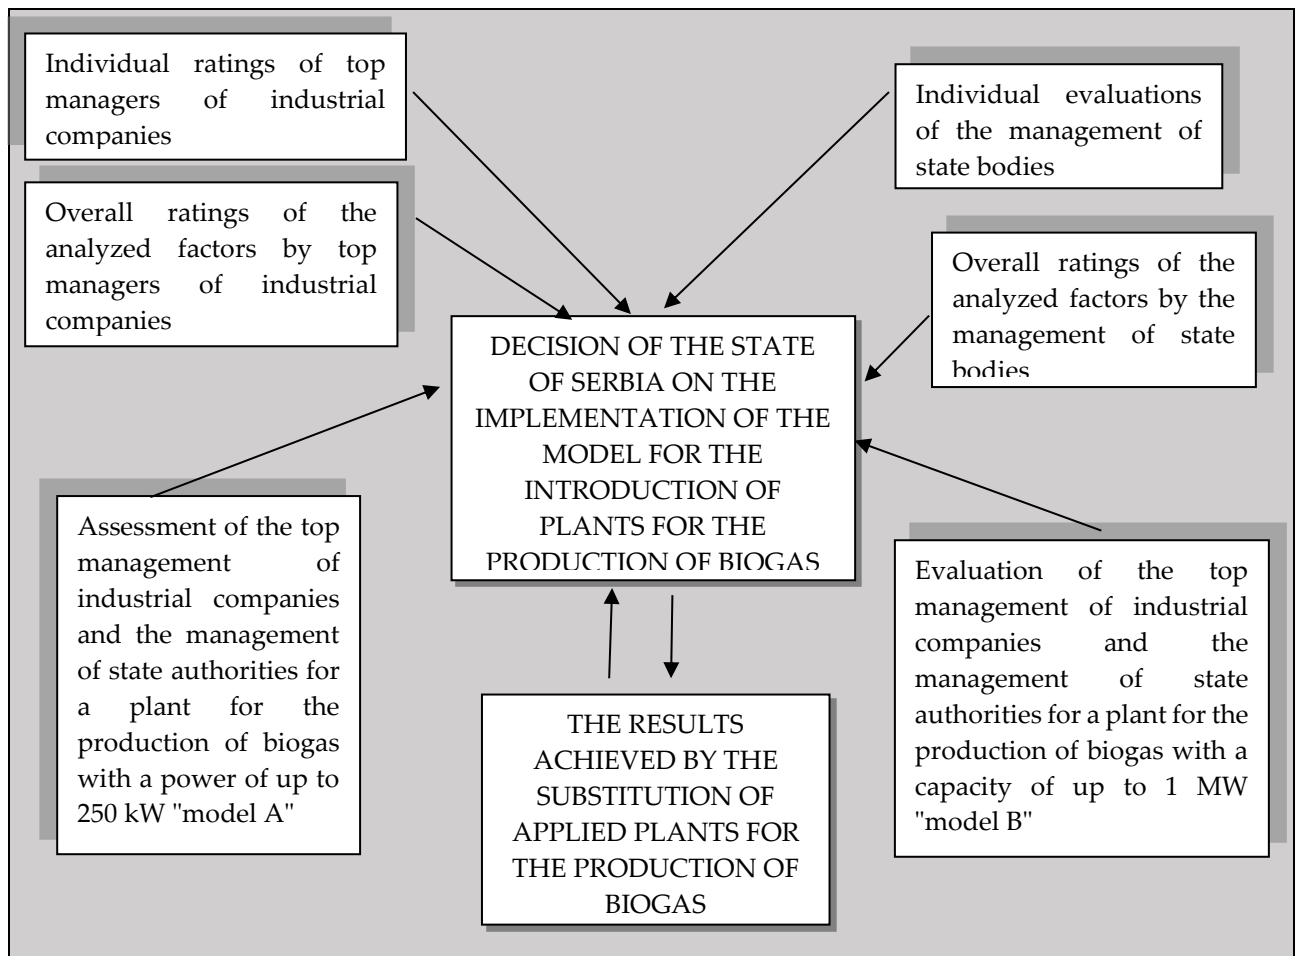 Individual ratings of top
managers of industrial
companies
Overall ratings of the
analyzed factors by top
managers of industrial
companies
Individual evaluations
of the management of
state bodies
Overall ratings of the
analyzed factors by the
management of state
bodies
DECISION OF THE STATE
OF SERBIA ON THE
IMPLEMENTATION OF THE
MODEL FOR THE
INTRODUCTION OF
PLANTS FOR THE
PRODUCTION OF BIOGAS
Assessment of the top
management of
industrial companies
and the management
of state authorities for
a plant for the
production of biogas
with a power of up to
250 kW "model A"
THE RESULTS
ACHIEVED BY THE
SUBSTITUTION OF
APPLIED PLANTS FOR
THE PRODUCTION OF
BIOGAS
Evaluation of the top
management of industrial
companies and the
management of state
authorities for a plant for the
production of biogas with a
capacity of up to 1 MW
"model B"